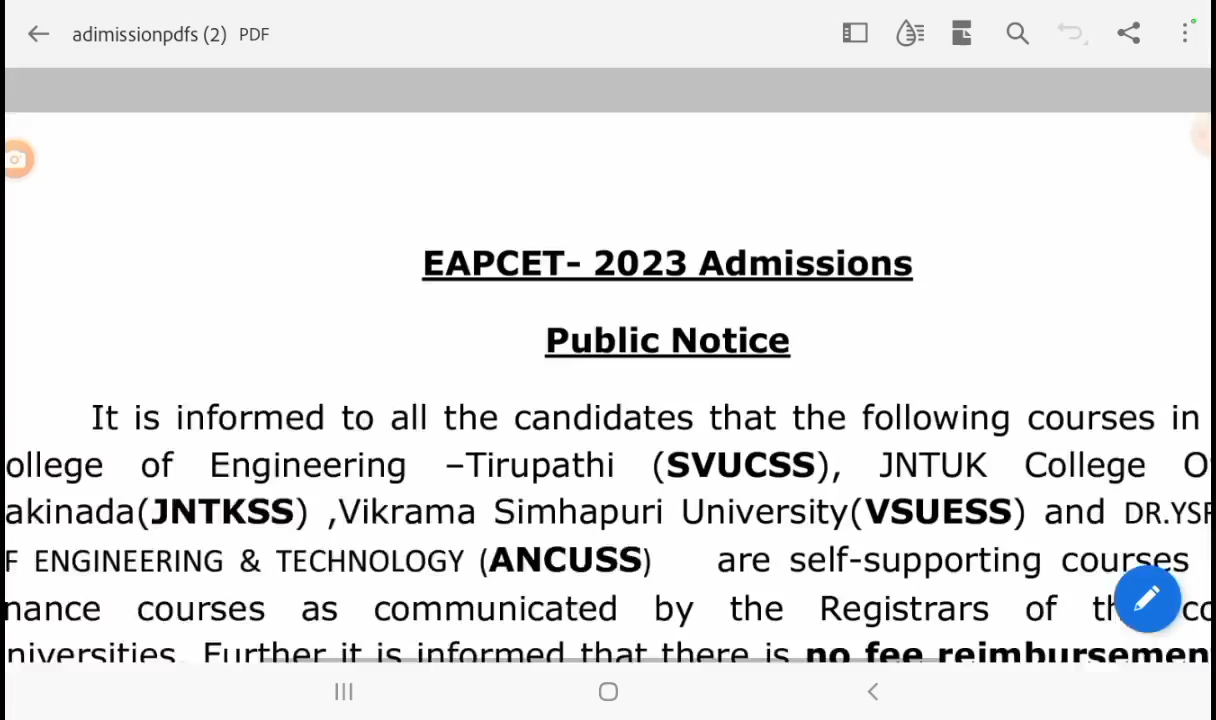 adimissionpdfs (2) PDF
EAPCET- 2023 Admissions
Public Notice
It is informed to all the candidates that the following courses in
ollege of Engineering –Tirupathi (SVUCSS), JNTUK College O
akinada(JNTKSS) ,Vikrama Simhapuri University(VSUESS) and DR.YSR
F ENGINEERING & TECHNOLOGY (ANCUSS) are self-supporting courses
nance courses as communicated by the Registrars of th co
niversities. Further it is informed that there is no fee reimbursemen